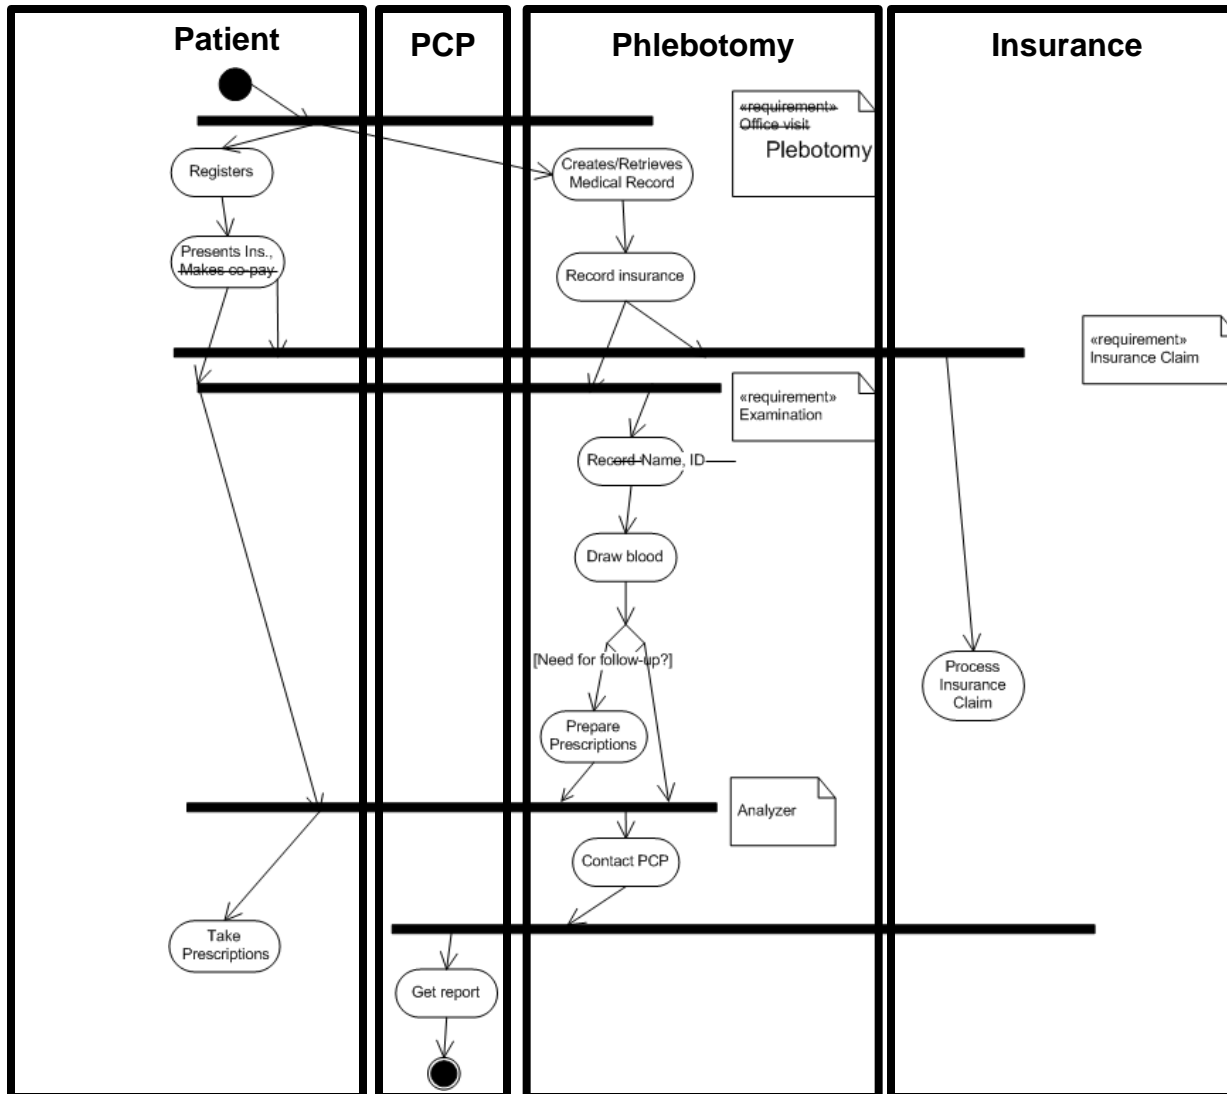 Patient
PCP
Phlebotomy
Insurance
«requirement»
Office visit
Plebotomy
Registers
Creates/Retrieves
Medical Record
Presents Ins.,
Makes co-pay
Record insurance
«requirement»
Insurance Claim
«requirement»
Examination
Record Name, ID
Draw blood
[Need for follow-up?]
Process
Insurance
Claim
Prepare
Prescriptions
Analyzer
Contact PCP
Take
Prescriptions
Get report